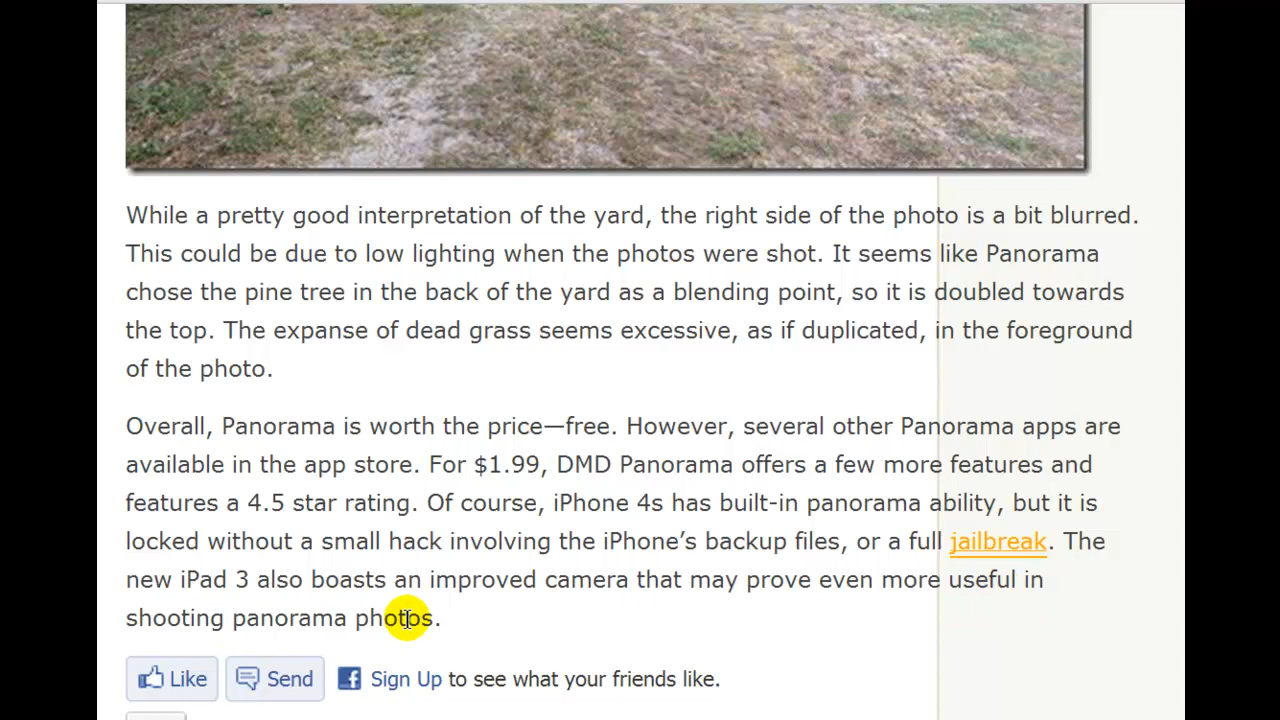 While a pretty good interpretation of the yard, the right side of the photo is a bit blurred.
This could be due to low lighting when the photos were shot. It seems like Panorama
chose the pine tree in the back of the yard as a blending point, so it is doubled towards
the top. The expanse of dead grass seems excessive, as if duplicated, in the foreground
of the photo.
Overall, Panorama is worth the price—free. However, several other Panorama apps are
available in the app store. For $1.99, DMD Panorama offers a few more features and
features a 4.5 star rating. Of course, iPhone 4s has built-in panorama ability, but it is
locked without a small hack involving the iPhone’s backup files, or a full jailbreak. The
new iPad 3 also boasts an improved camera that may prove even more useful in
shooting panorama photos.
Like Send Sign Up to see what your friends like.